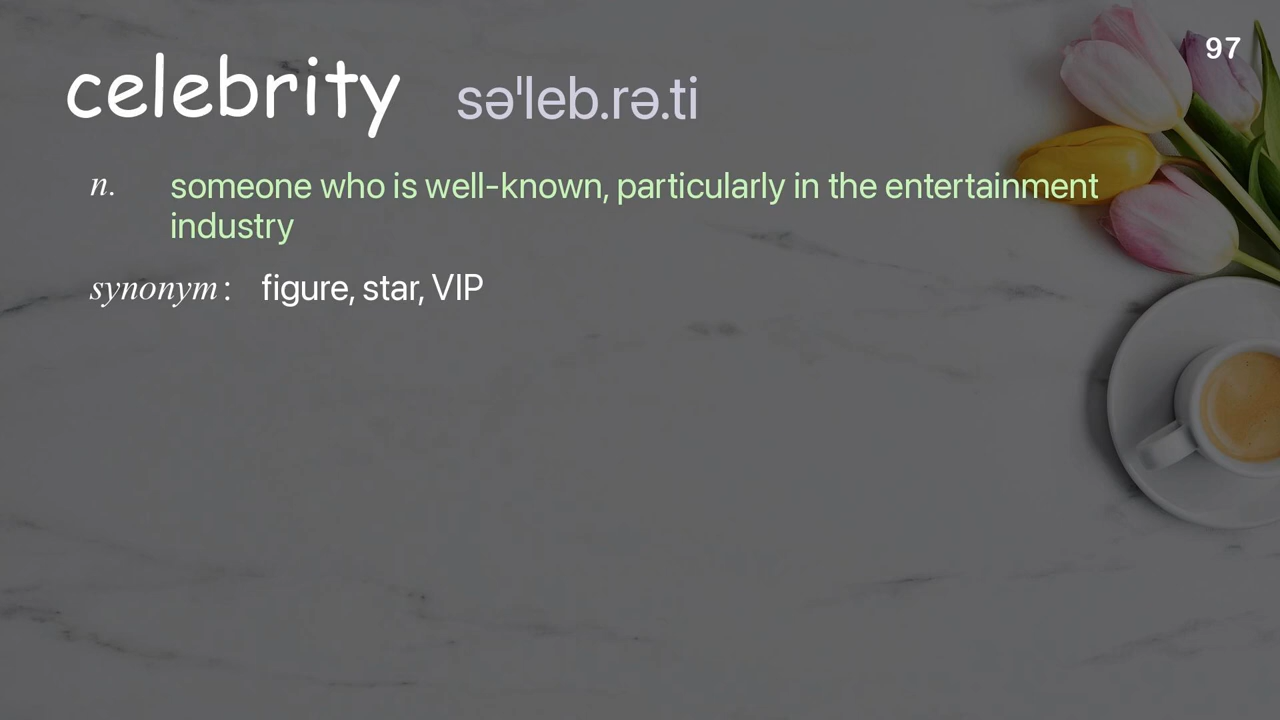 97
celebrity səˈleb.rə.ti
n. someone who is well-known, particularly in the entertainment
industry
synonym: figure, star, VIP